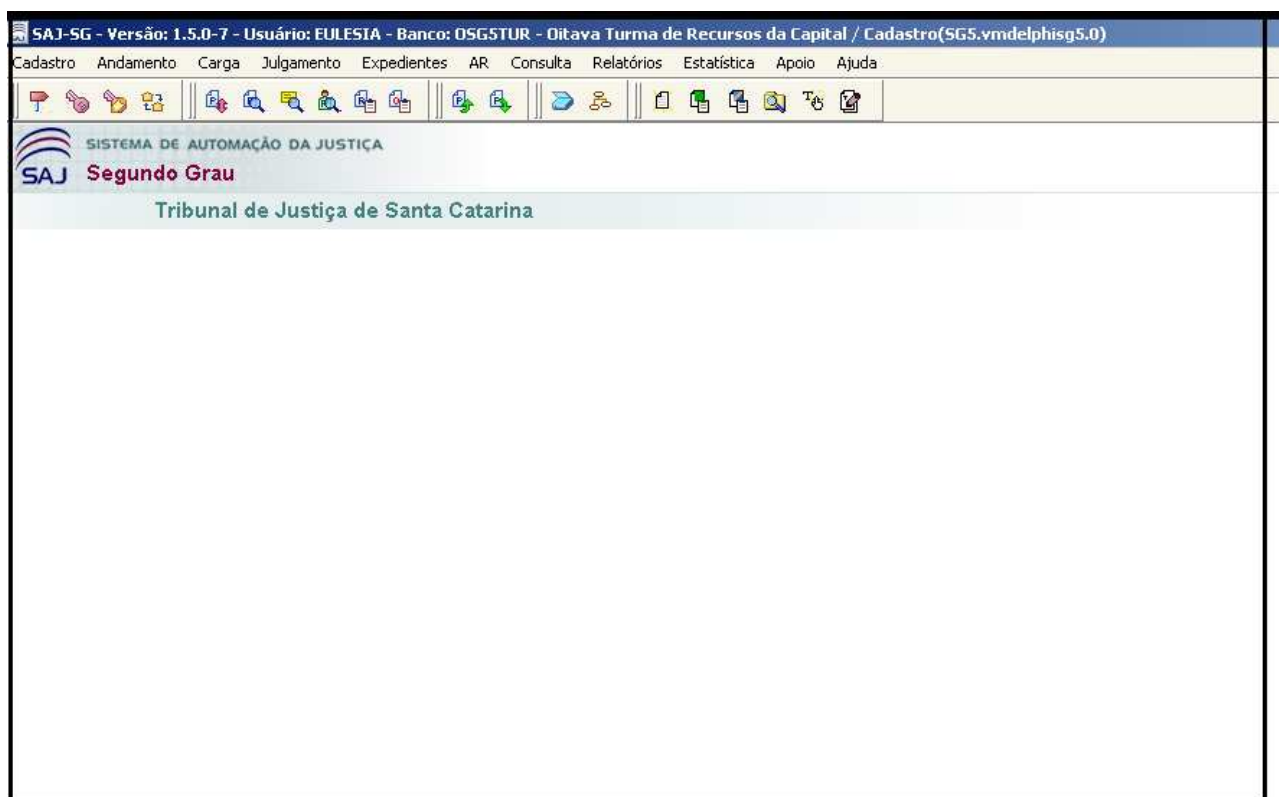 SAJ-SG - Versão: 1.5.0-7 - Usuário: EULESIA - Banco: OSG5TUR - Oitava Turma de Recursos da Capital / Cadastro(SG5.vmdelphisg5.0)
Cadastro Andamento Carga Julgamento Expedientes AR Consulta Relatórios Estatística Apoio Ajuda
SISTEMA DE AUTOMAÇÃO DA JUSTIÇA
SAJ Segundo Grau
Tribunal de Justiça de Santa Catarina